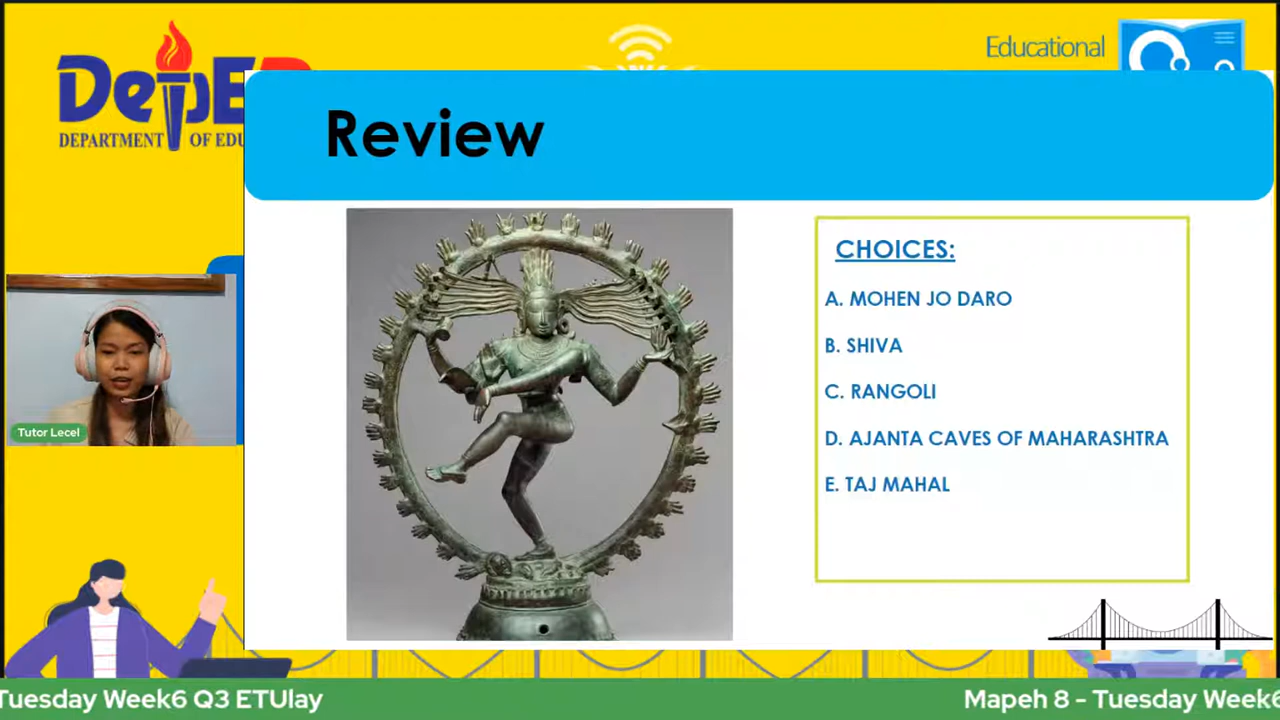 DepED
DEPARTMENT OF EDU
Educational
Review
CHOICES:
A. MOHEN JO DARO
B. SHIVA
C. RANGOLI
D. AJANTA CAVES OF MAHARASHTRA
E. TAJ MAHAL
Tutor Lecel
Tuesday Week6 Q3 ETUlay
Mapeh 8 - Tuesday Week6